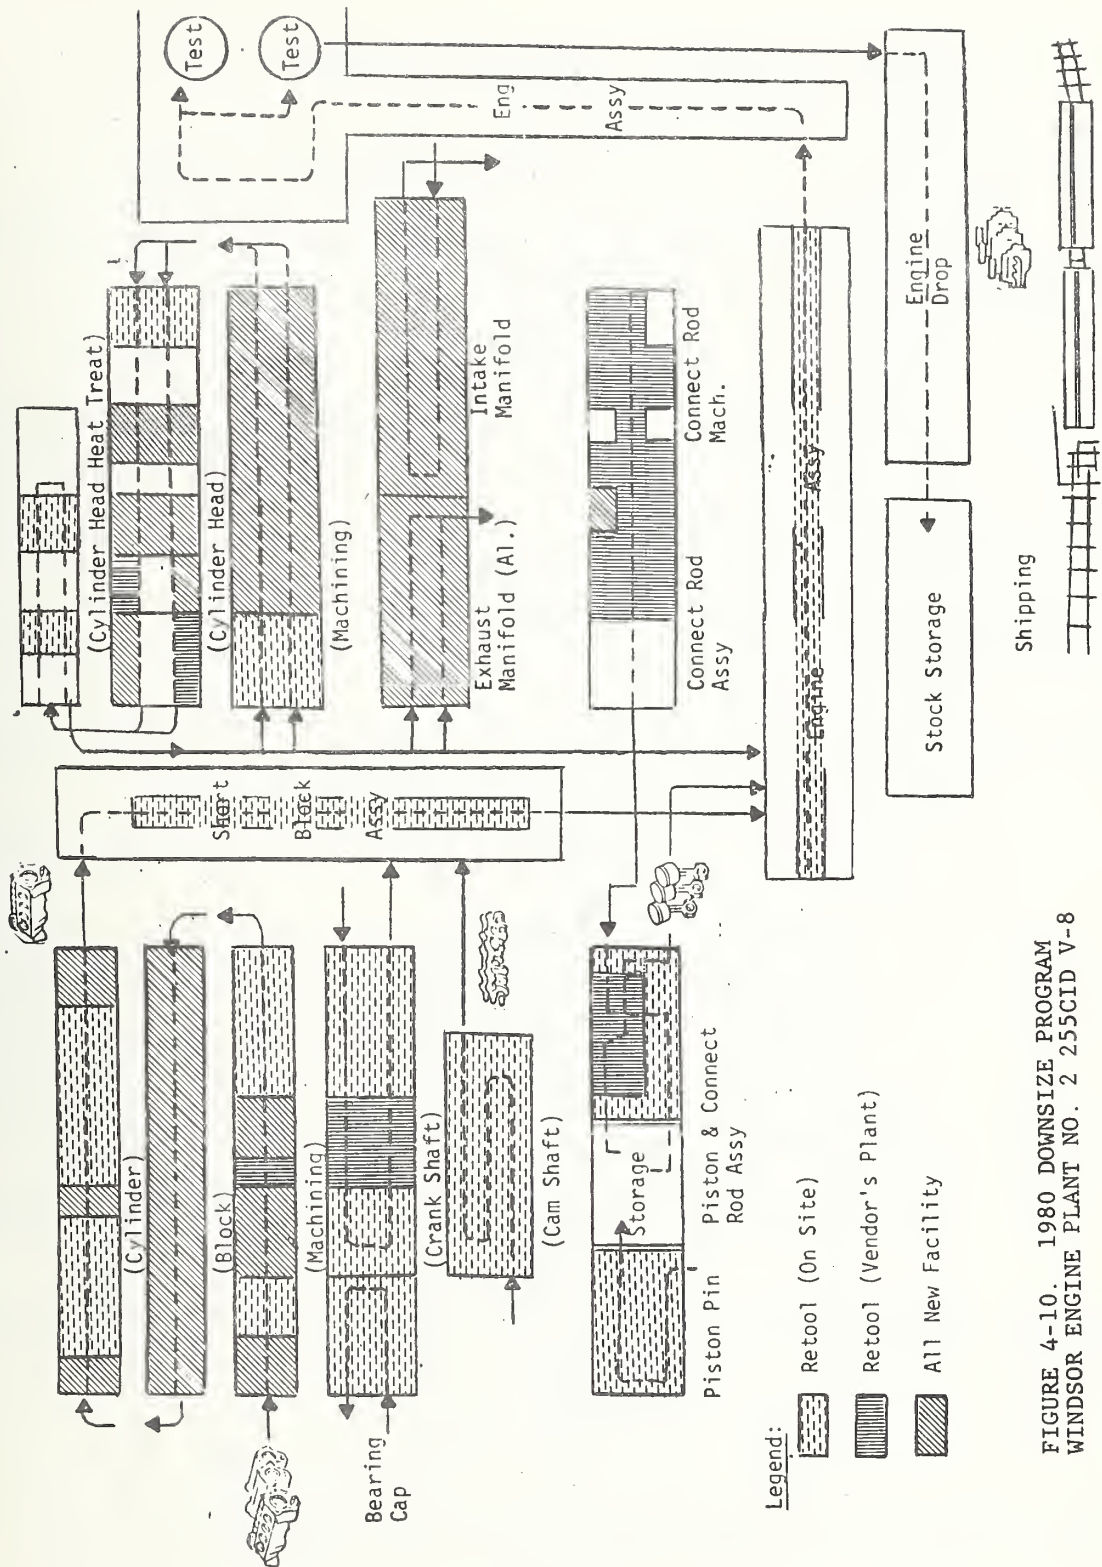 Test
Test
Eng
Assy
(Cylinder Head Heat Treat)
(Cylinder Head)
(Machining)
Intake
Manifold
Exhaust
Manifold (Al.)
Connect Rod
Mach.
Connect Rod
Assy
Engine
Drop
Short
Block
Assy
Engine
Assy
Stock Storage
Shipping
(Cylinder)
(Block)
(Machining)
(Crank Shaft)
(Cam Shaft)
Bearing
Cap
Storage
Piston & Connect
Rod Assy
Piston Pin
Legend:
Retool (On Site)
Retool (Vendor's Plant)
All New Facility
FIGURE 4-10. 1980 DOWNSIZE PROGRAM
WINDSOR ENGINE PLANT NO. 2 255CID V-8